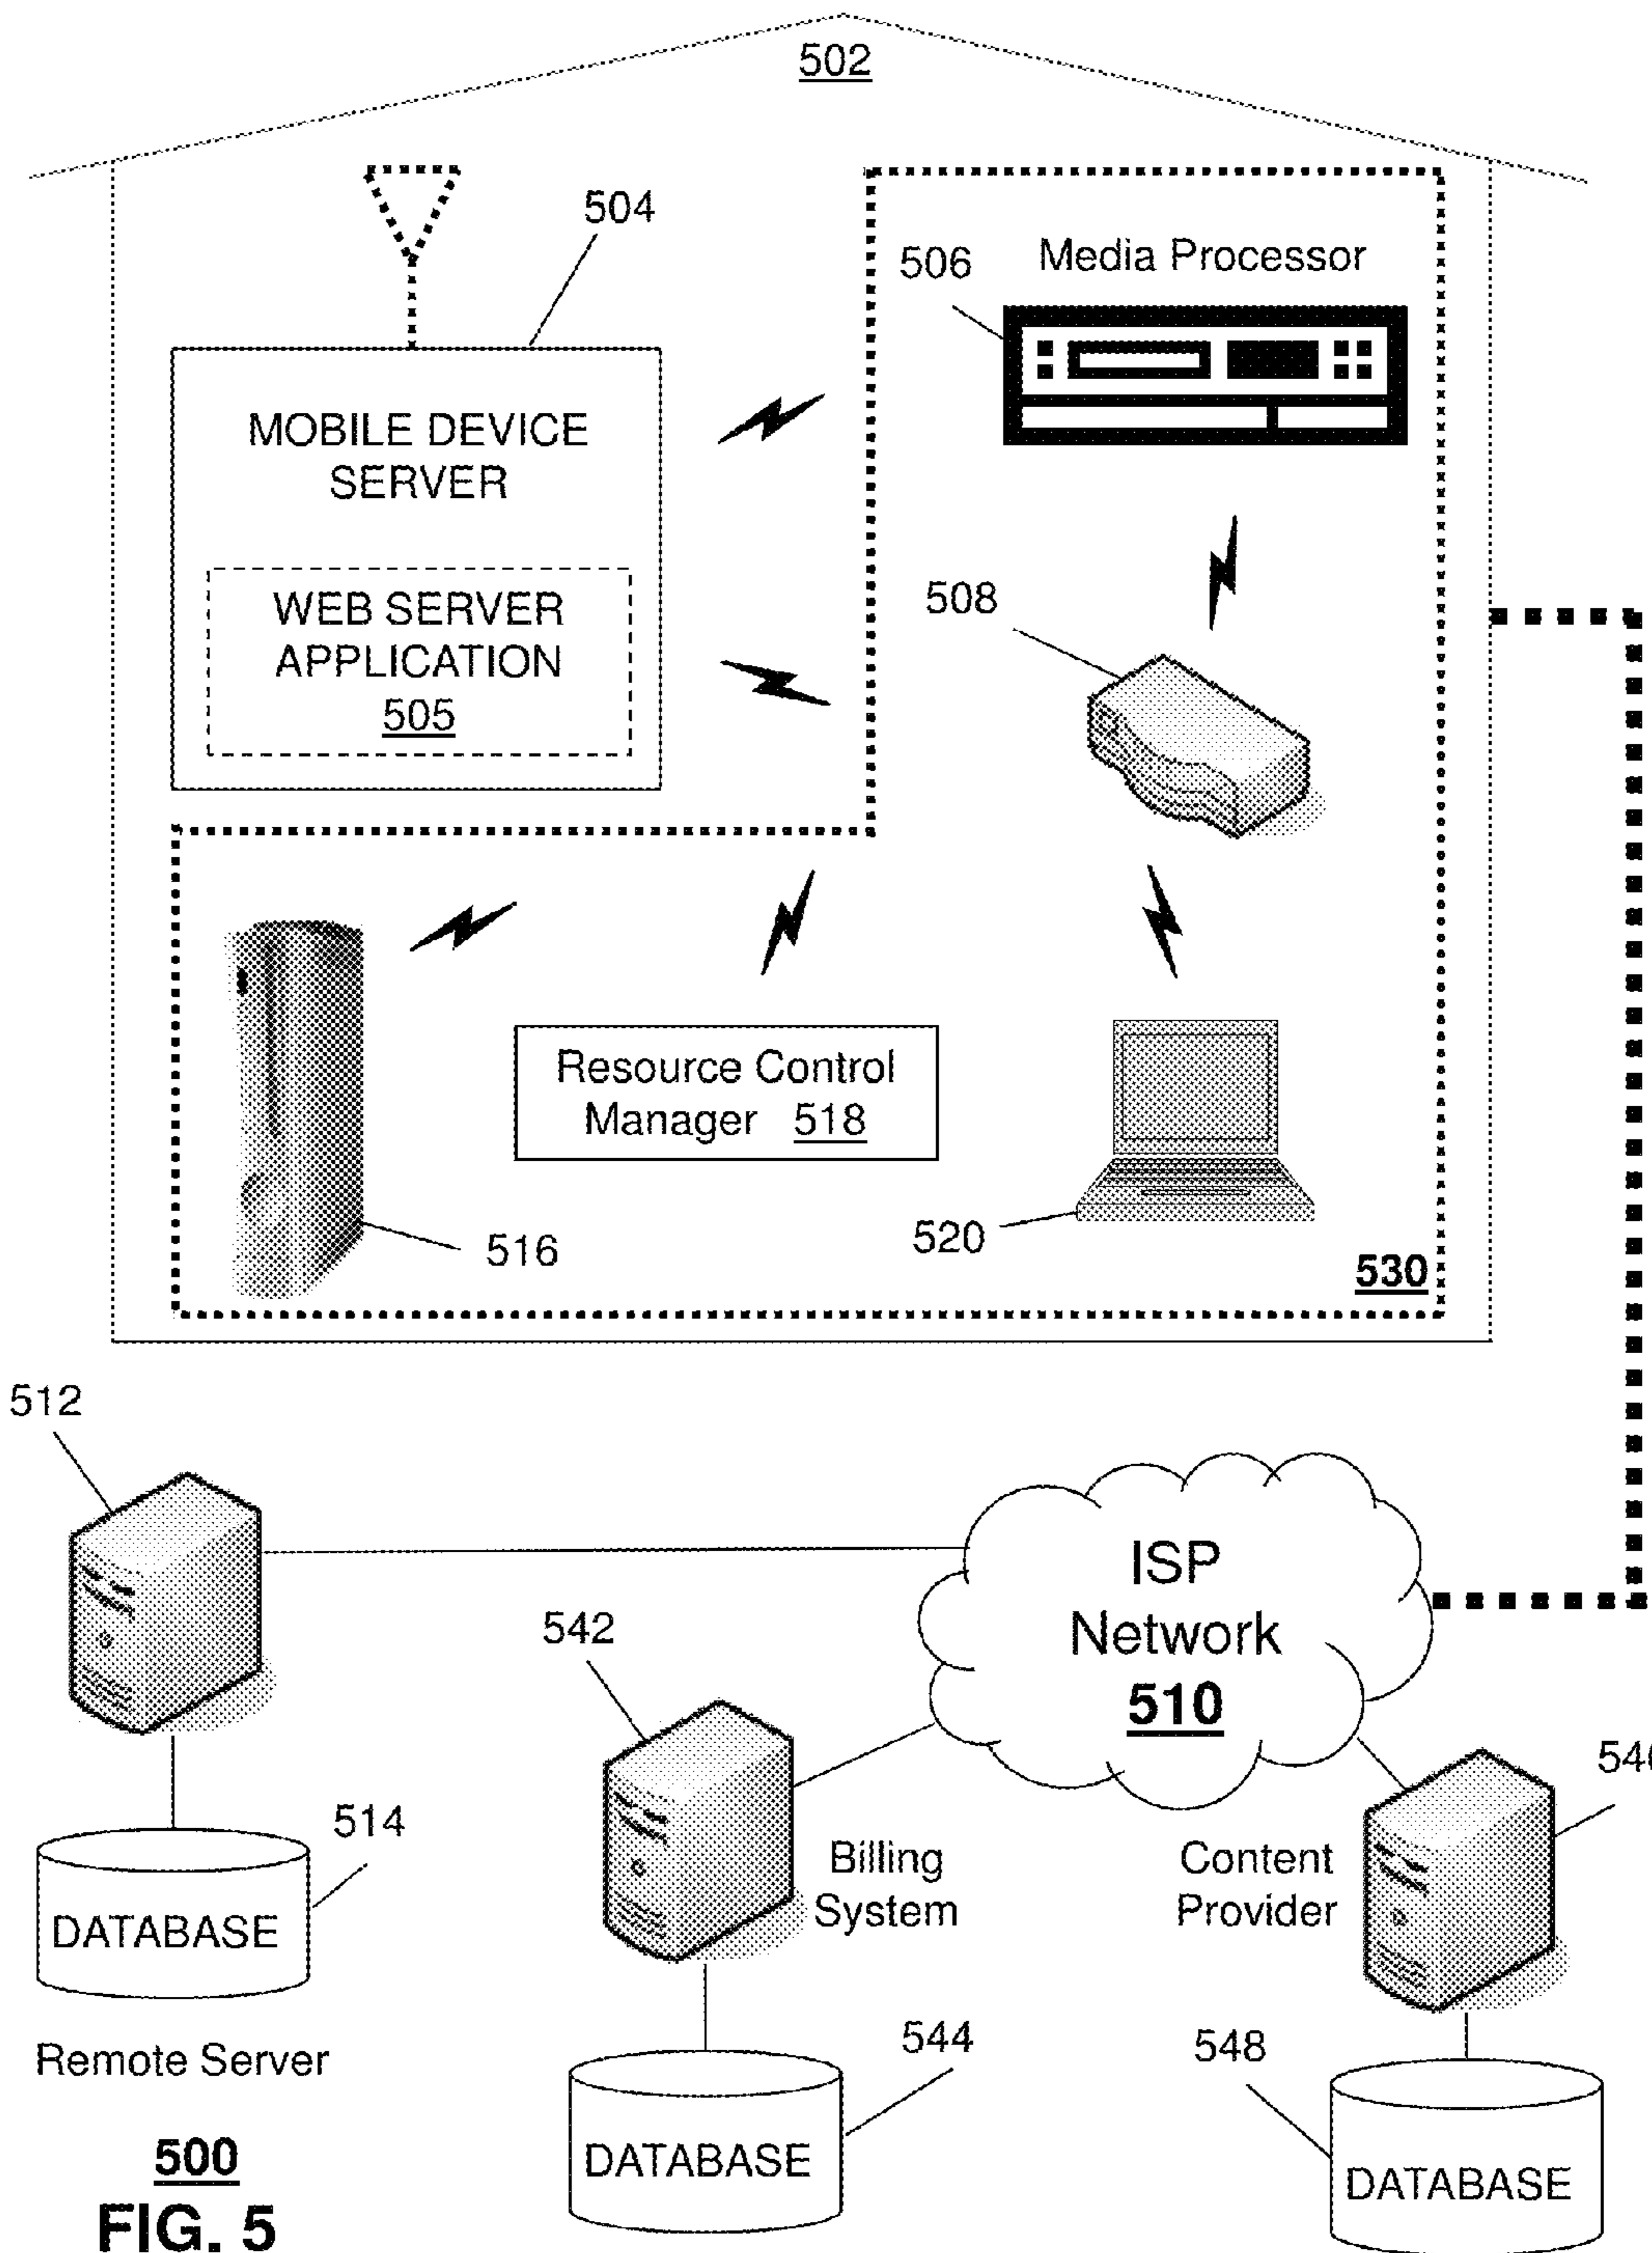 502
504
506
Media Processor
MOBILE DEVICE
SERVER
WEB SERVER
APPLICATION
505
508
Resource Control
Manager 518
516
520
530
512
ISP
Network
510
542
514
DATABASE
Billing
System
Content
Provider
Remote Server
544
548
DATABASE
DATABASE
500
FIG. 5